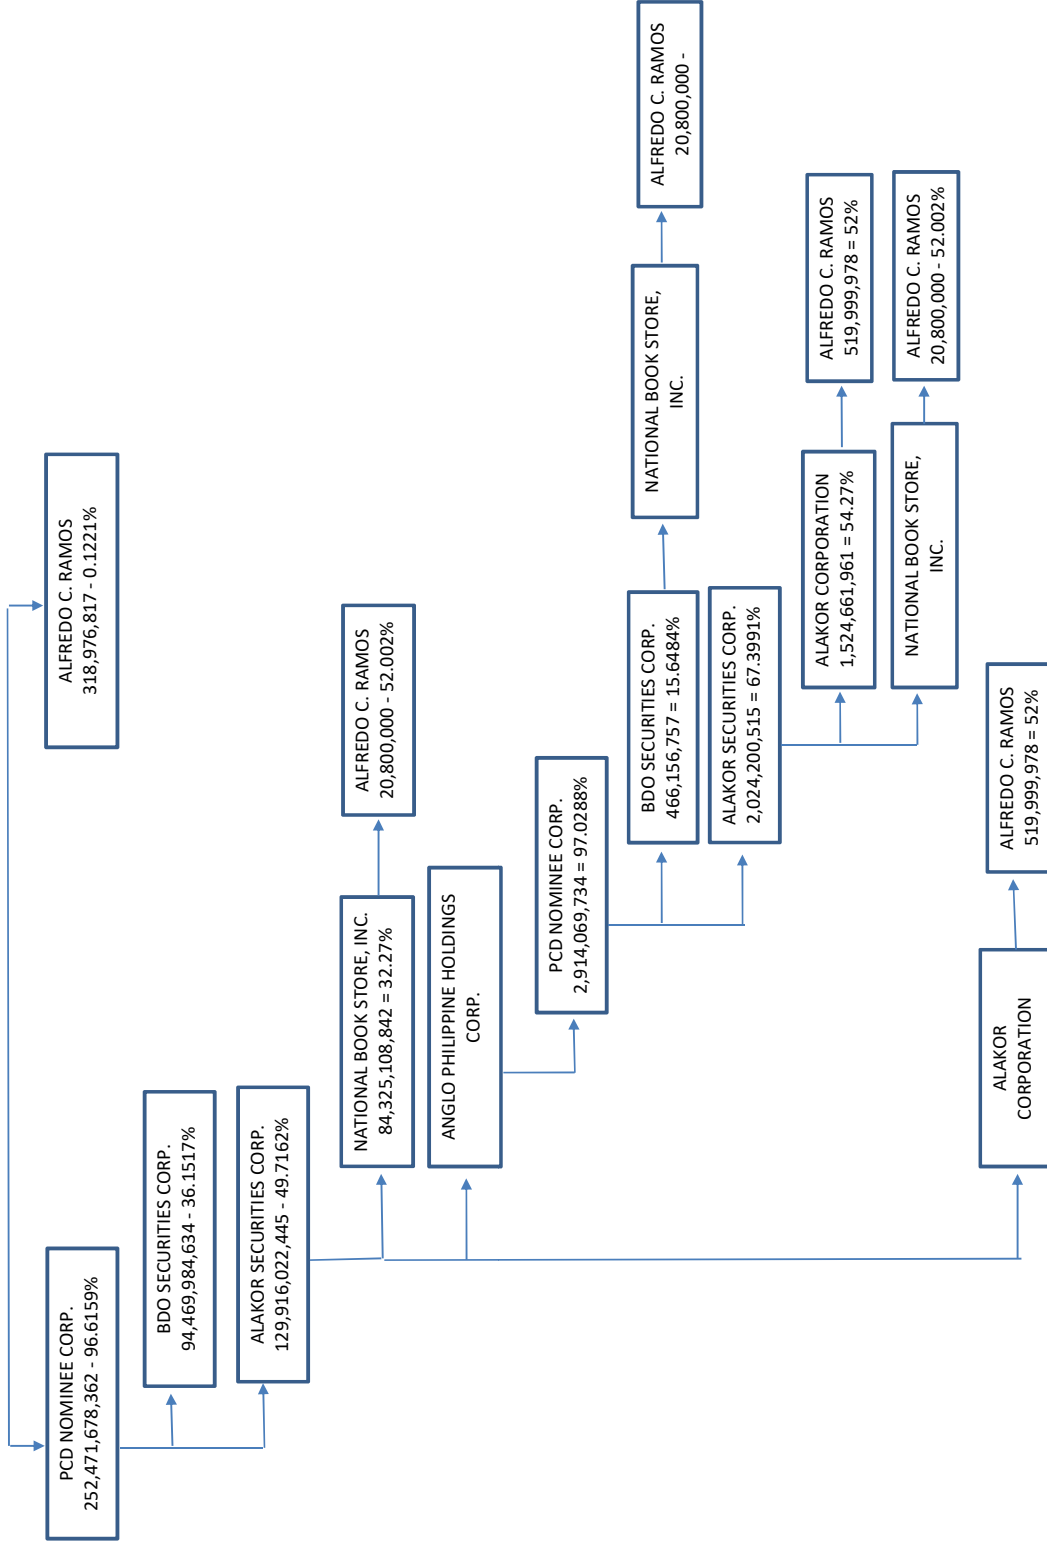 PCD NOMINEE CORP.
252,471,678,362 - 96.6159%
ALFREDO C. RAMOS
318,976,817 - 0.1221%
BDO SECURITIES CORP.
94,469,984,634 - 36.1517%
ALAKOR SECURITIES CORP.
129,916,022,445 - 49.7162%
NATIONAL BOOK STORE, INC.
84,325,108,842 = 32.27%
ALFREDO C. RAMOS
20,800,000 - 52.002%
ANGLO PHILIPPINE HOLDINGS
CORP.
PCD NOMINEE CORP.
2,914,069,734 = 97.0288%
BDO SECURITIES CORP.
466,156,757 = 15.6484%
NATIONAL BOOK STORE,
INC.
ALFREDO C. RAMOS
20,800,000 -
ALAKOR SECURITIES CORP.
2,024,200,515 = 67.3991%
ALAKOR CORPORATION
1,524,661,961 = 54.27%
ALFREDO C. RAMOS
519,999,978 = 52%
NATIONAL BOOK STORE,
INC.
ALFREDO C. RAMOS
20,800,000 - 52.002%
ALAKOR
CORPORATION
ALFREDO C. RAMOS
519,999,978 = 52%